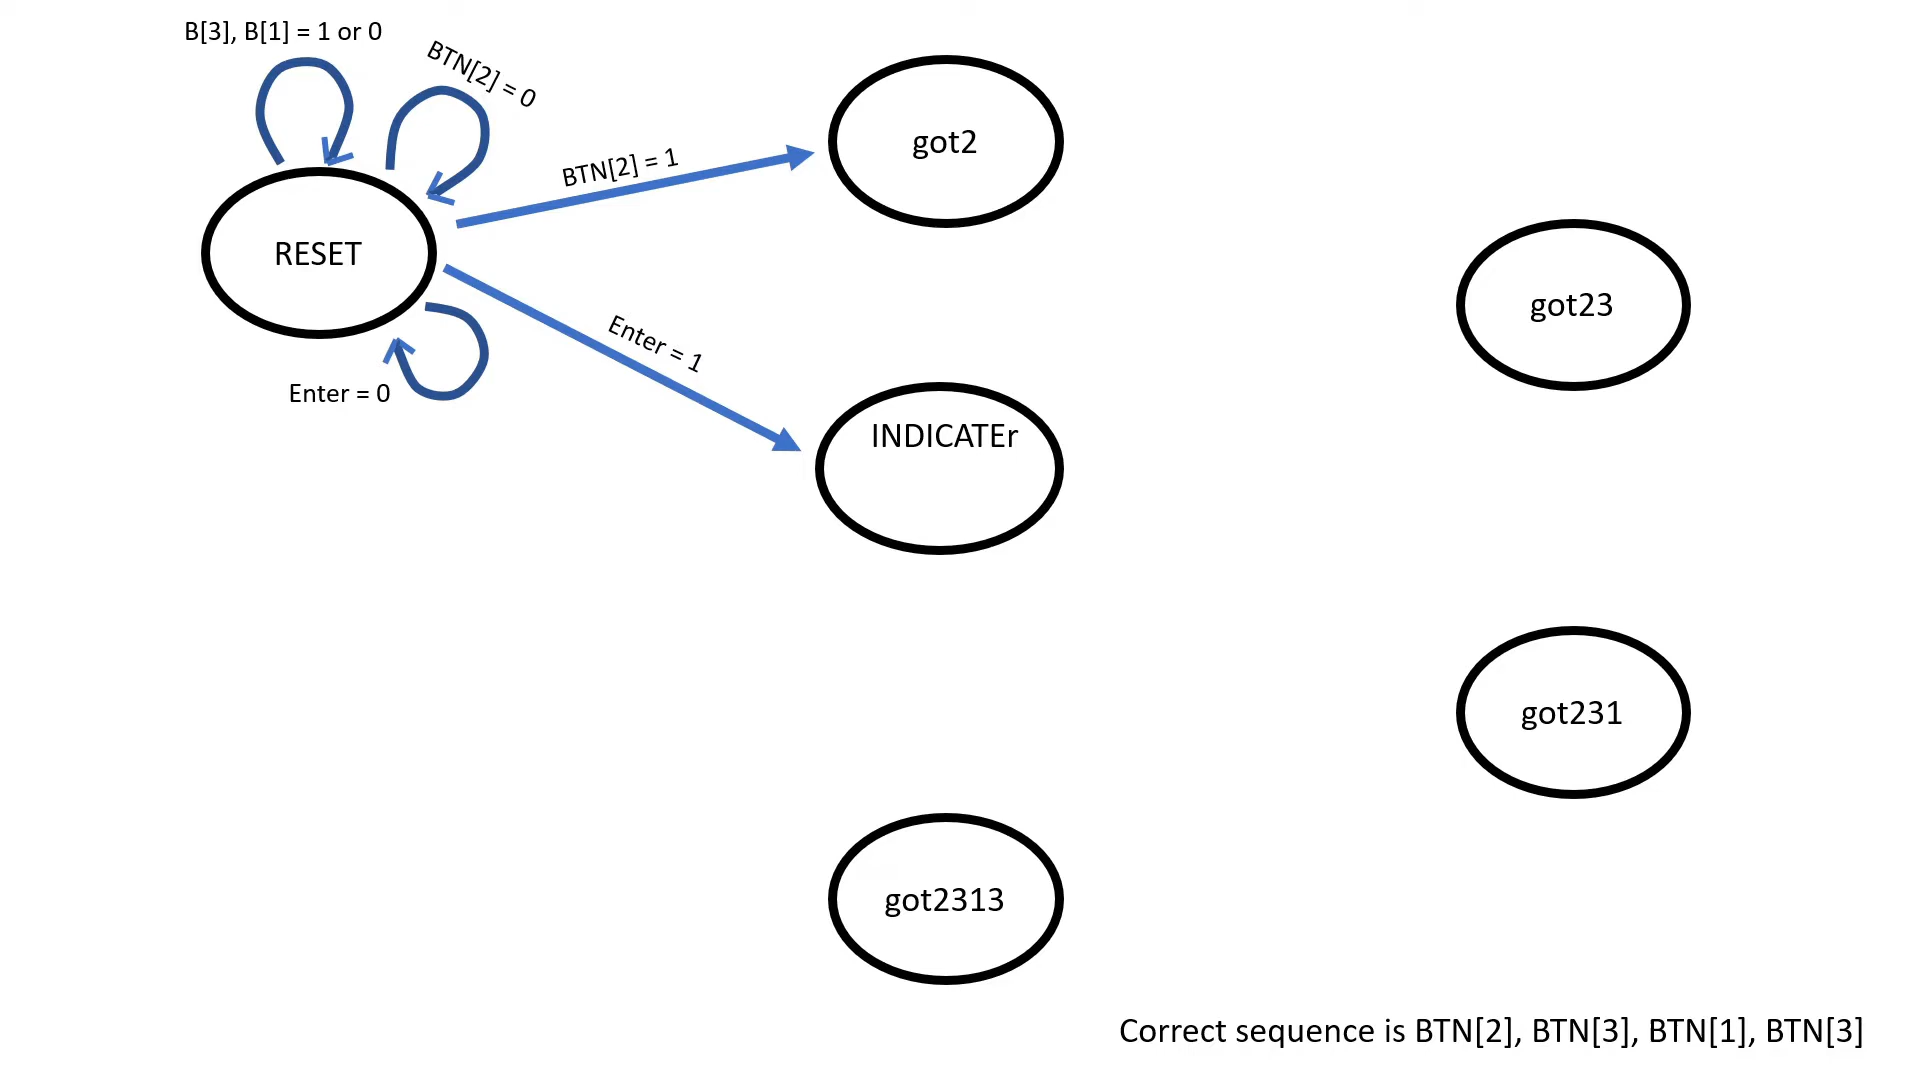 B[3], B[1] = 1 or 0
BTN[2] = 0
BTN[2] = 1
got2
RESET
got23
Enter = 1
Enter = 0
INDICATEr
got231
got2313
Correct sequence is BTN[2], BTN[3], BTN[1], BTN[3]